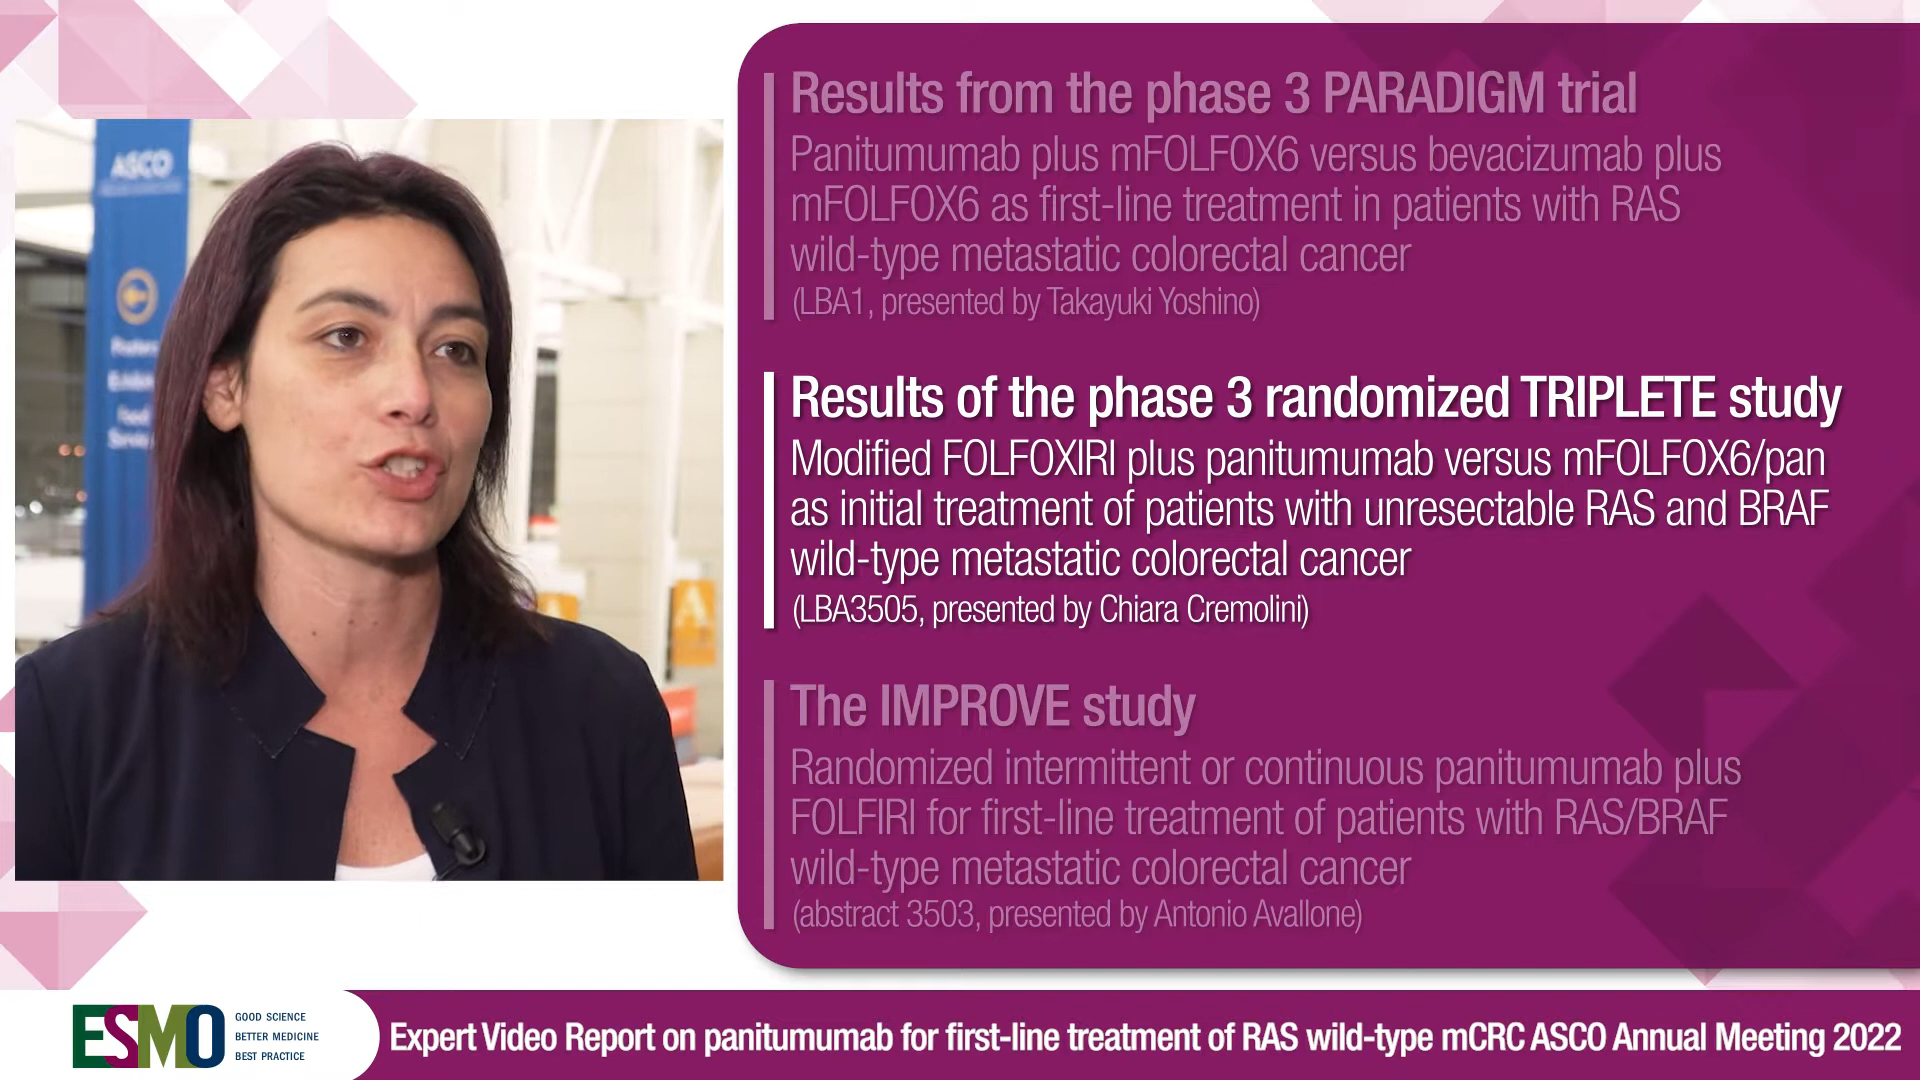 ASCO
Results from the phase 3 PARADIGM trial
Panitumumab plus mFOLFOX6 versus bevacizumab plus
mFOLFOX6 as first-line treatment in patients with RAS
wild-type metastatic colorectal cancer
(LBA1, presented by Takayuki Yoshino)
Results of the phase 3 randomized TRIPLETE study
Modified FOLFOXIRI plus panitumumab versus mFOLFOX6/pan
as initial treatment of patients with unresectable RAS and BRAF
wild-type metastatic colorectal cancer
(LBA3505, presented by Chiara Cremolini)
The IMPROVE study
Randomized intermittent or continuous panitumumab plus
FOLFIRI for first-line treatment of patients with RAS/BRAF
wild-type metastatic colorectal cancer
(abstract 3503, presented by Antonio Avallone)
ESMO
GOOD SCIENCE
BETTER MEDICINE
BEST PRACTICE
Expert Video Report on panitumumab for first-line treatment of RAS wild-type mCRC ASCO Annual Meeting 2022